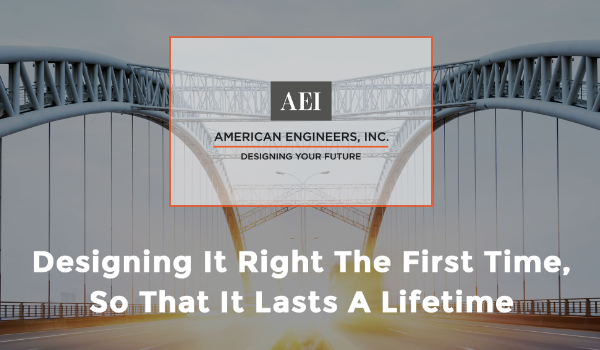 AEI
AMERICAN ENGINEERS, INC.
DESIGNING YOUR FUTURE
Designing It Right The First Time,
So That It Lasts A Lifetime